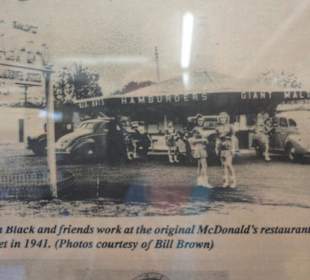 HAMBURGERS GIANT MAL
n Black and friends work at the original McDonald's restaurant
et in 1941. (Photos courtesy of Bill Brown)